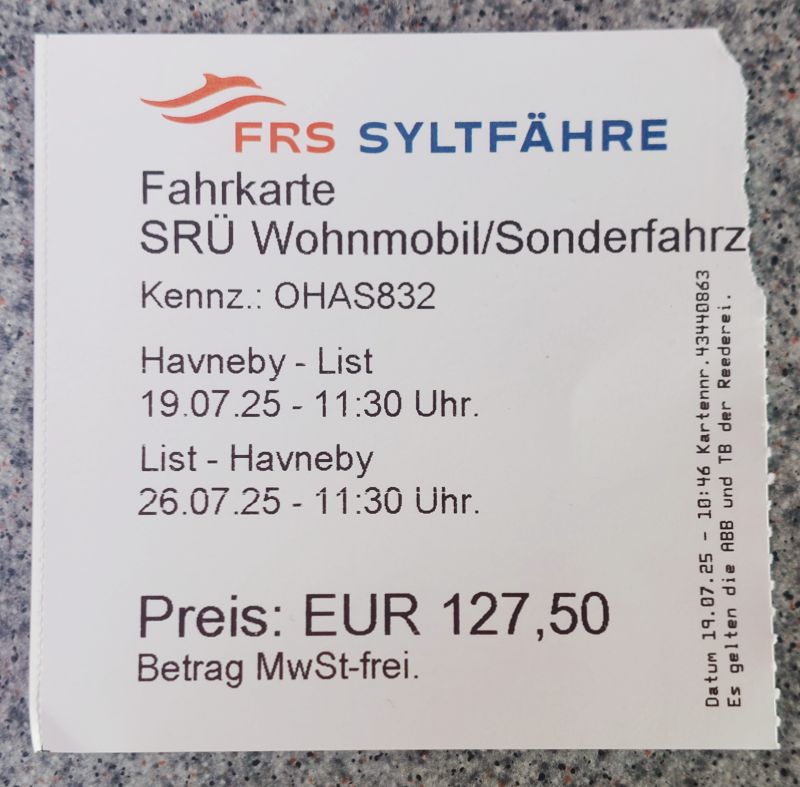 FRS SYLTFÄHRE
Fahrkarte
SRÜ Wohnmobil/Sonderfahrz
Kennz.: OHAS832
Havneby - List
19.07.25 - 11:30 Uhr.
List - Havneby
26.07.25 - 11:30 Uhr.
Preis: EUR 127,50
Betrag MwSt-frei.
Datum 19.07.25 - 10:46 Kartennr.43440863
Es gelten die ABB und TB der Reederei.